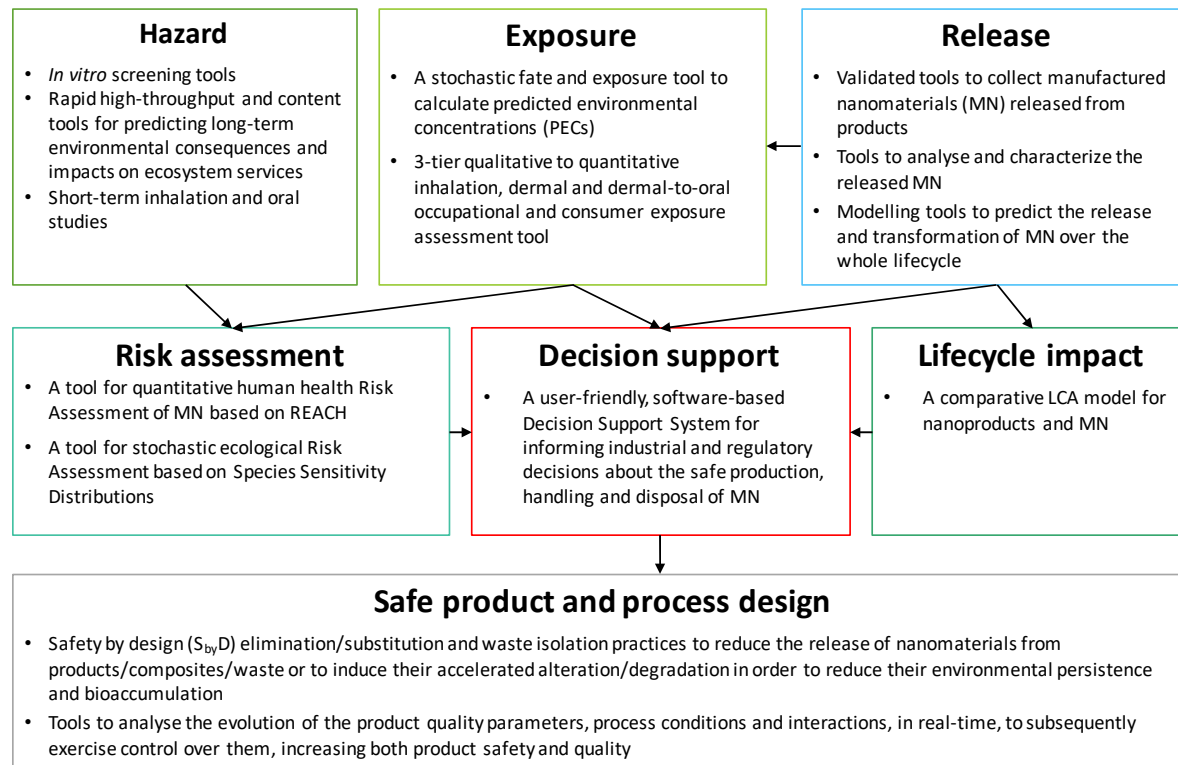 Hazard
• In vitro screening tools
• Rapid high-throughput and content
tools for predicting long-term
environmental consequences and
impacts on ecosystem services
• Short-term inhalation and oral
studies
Exposure
• A stochastic fate and exposure tool to
calculate predicted environmental
concentrations (PECs)
• 3-tier qualitative to quantitative
inhalation, dermal and dermal-to-oral
occupational and consumer exposure
assessment tool
Release
• Validated tools to collect manufactured
nanomaterials (MN) released from
products
• Tools to analyse and characterize the
released MN
• Modelling tools to predict the release
and transformation of MN over the
whole lifecycle
Risk assessment
• A tool for quantitative human health Risk
Assessment of MN based on REACH
• A tool for stochastic ecological Risk
Assessment based on Species Sensitivity
Distributions
Decision support
• A user-friendly, software-based
Decision Support System for
informing industrial and regulatory
decisions about the safe production,
handling and disposal of MN
Lifecycle impact
• A comparative LCA model for
nanoproducts and MN
Safe product and process design
• Safety by design (SbyD) elimination/substitution and waste isolation practices to reduce the release of nanomaterials from
products/composites/waste or to induce their accelerated alteration/degradation in order to reduce their environmental persistence
and bioaccumulation
• Tools to analyse the evolution of the product quality parameters, process conditions and interactions, in real-time, to subsequently
exercise control over them, increasing both product safety and quality